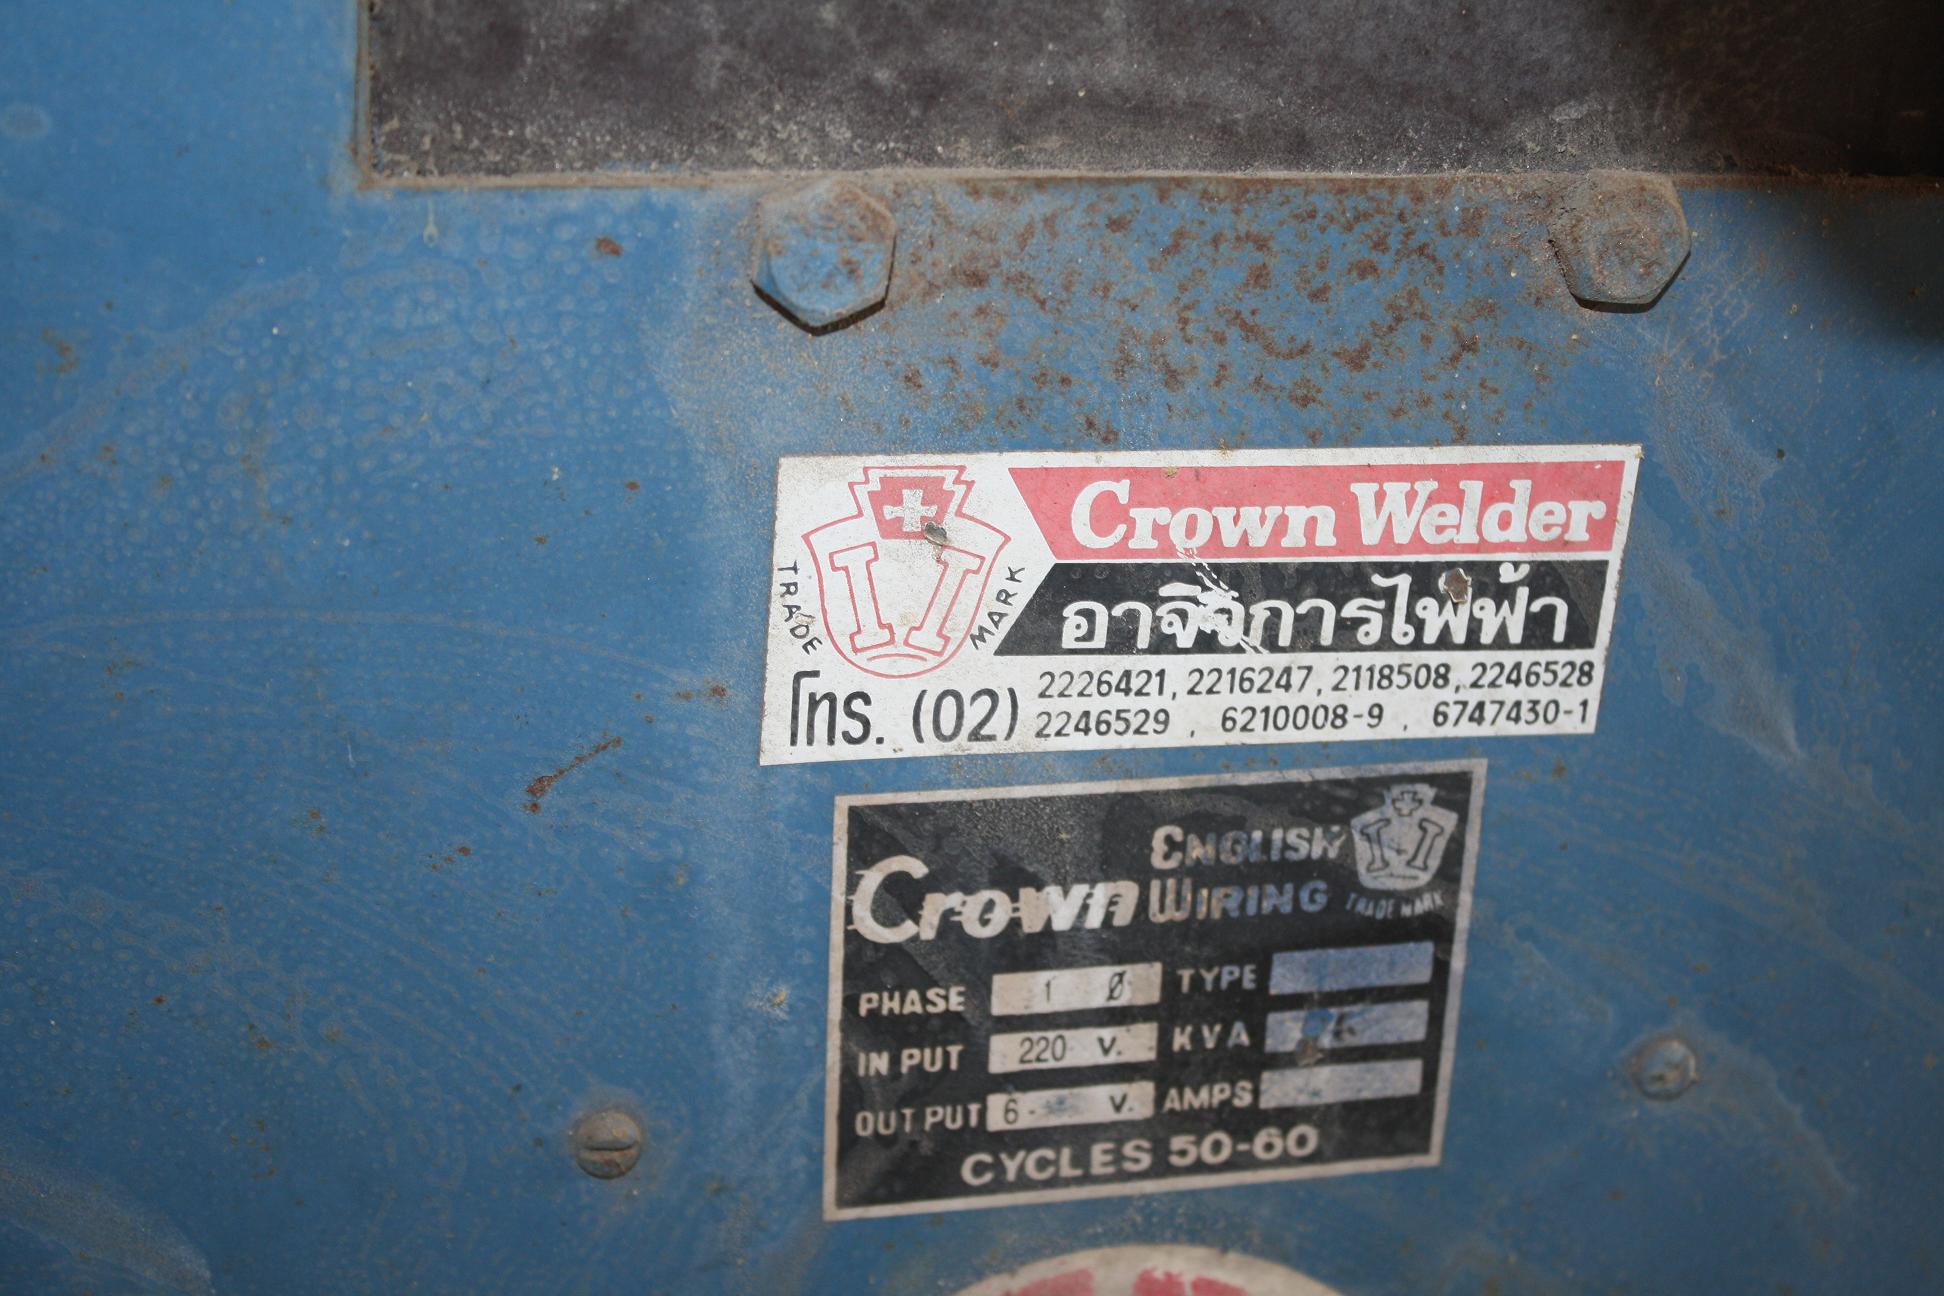 Crown Welder
อาจิวการไฟฟ้า
TRADE MARK
โทร. (02) 2226421, 2216247, 2118508, 2246528
2246529 , 6210008-9 , 6747430-1
Crown ENGLISH WIRING
TRADE MARK
PHASE 1 Ø TYPE
IN PUT 220 V. KVA
OUT PUT 6- V. AMPS
CYCLES 50-60